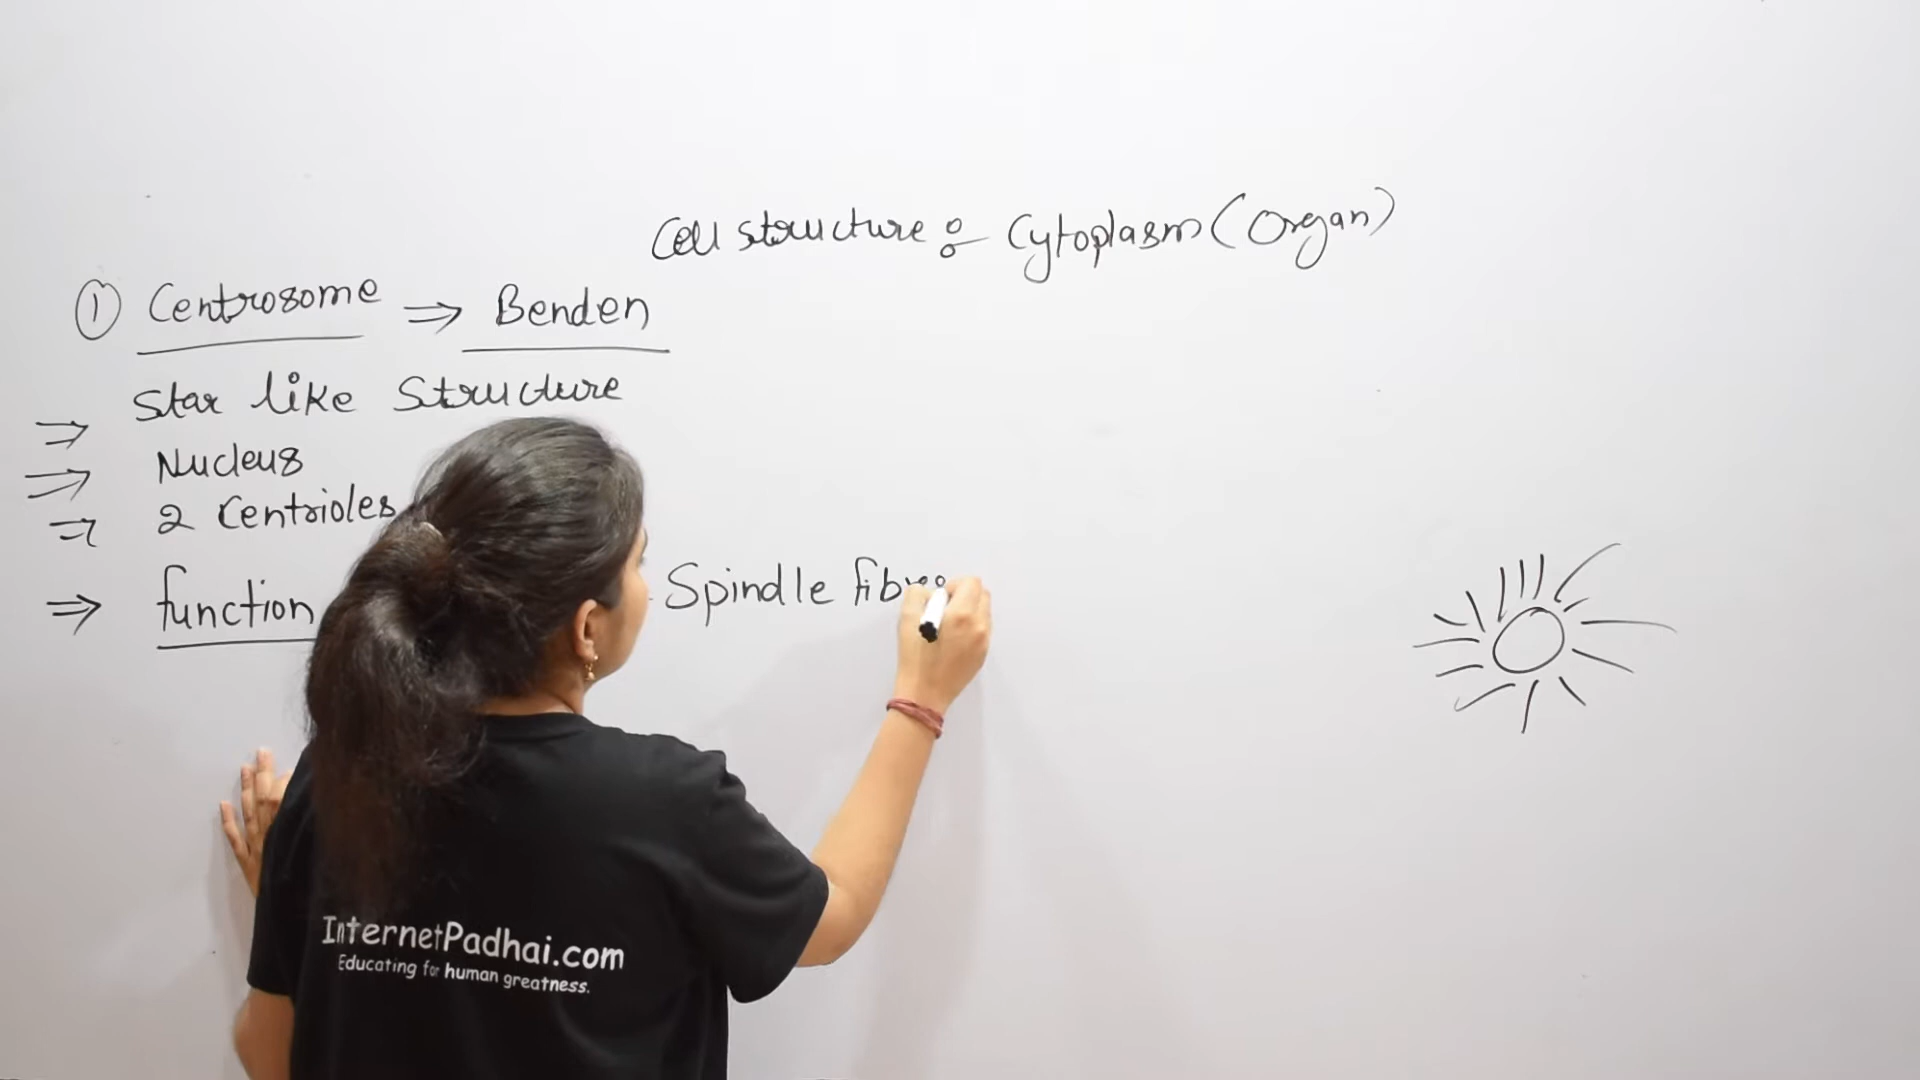 Cell structure :- Cytoplasm (Organ)
① Centrosome ⇒ Benden
Star like Structure
⇒ Nucleus
⇒ 2 Centrioles
⇒ function
Spindle
InternetPadhai.com
Educating for human greatness.